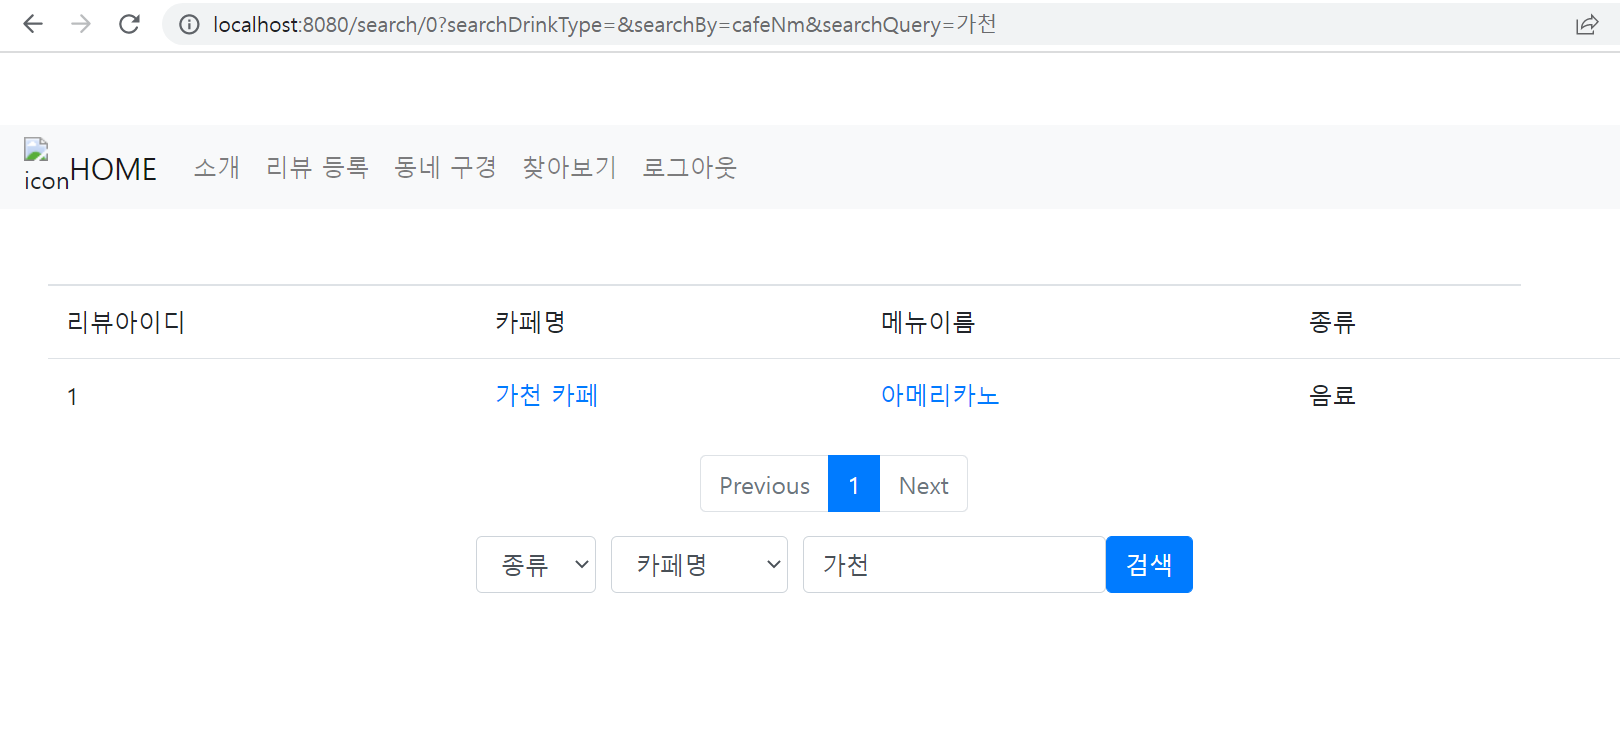 localhost:8080/search/0?searchDrinkType=&searchBy=cafeNm&searchQuery=가천
icon HOME 소개 리뷰 등록 동네 구경 찾아보기 로그아웃
리뷰아이디 카페명 메뉴이름 종류
1 가천 카페 아메리카노 음료
Previous 1 Next
종류 카페명 가천 검색